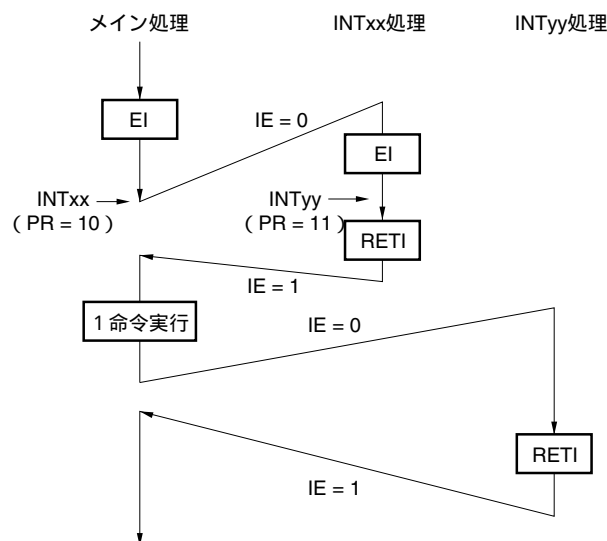 メイン処理 INTxx処理 INTyy処理
EI
IE = 0
EI
INTxx
( PR = 10 )
INTyy
( PR = 11 )
RETI
IE = 1
1 命令実行
IE = 0
RETI
IE = 1